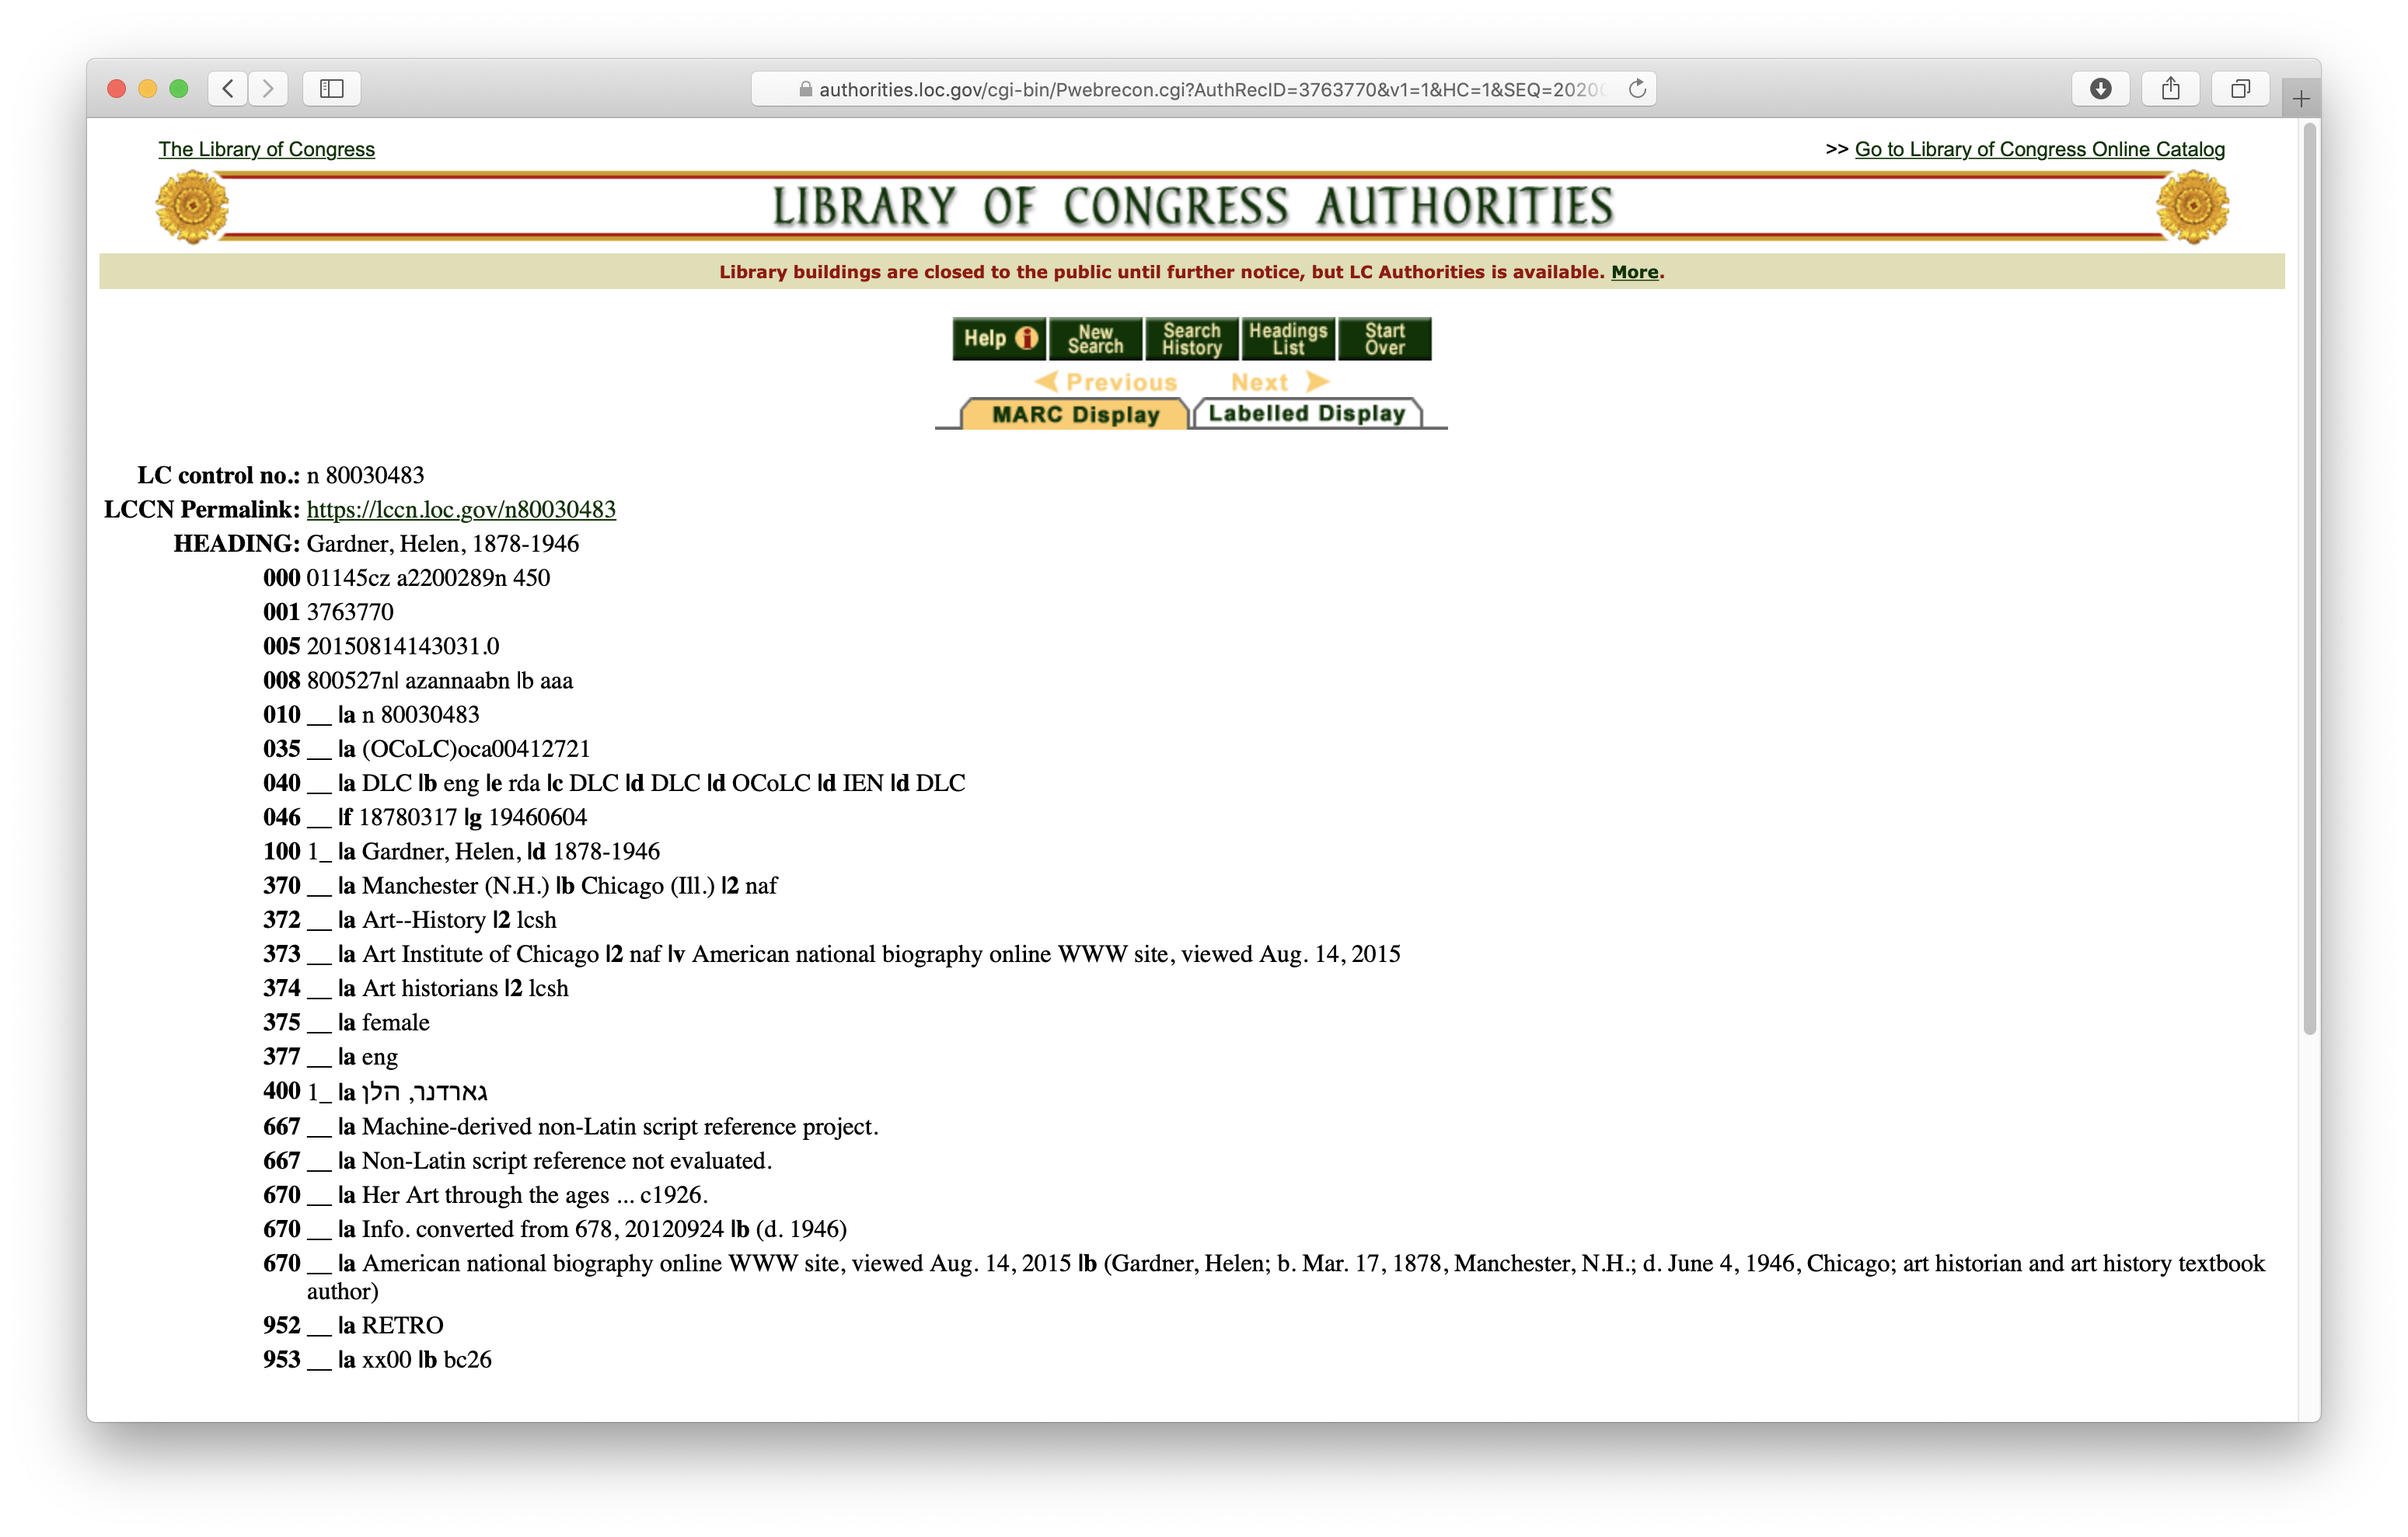 authorities.loc.gov/cgi-bin/Pwebrecon.cgi?AuthRecID=3763770&v1=1&HC=1&SEQ=2020
The Library of Congress
>> Go to Library of Congress Online Catalog
LIBRARY OF CONGRESS AUTHORITIES
Library buildings are closed to the public until further notice, but LC Authorities is available. More.
Help i New Search Search History Headings List Start Over
Previous Next
MARC Display Labelled Display
LC control no.: n 80030483
LCCN Permalink: https://lccn.loc.gov/n80030483
HEADING: Gardner, Helen, 1878-1946
000 01145cz a2200289n 450
001 3763770
005 20150814143031.0
008 800527n| azannaabn |b aaa
010 __ |a n 80030483
035 __ |a (OCoLC)oca00412721
040 __ |a DLC |b eng |e rda |c DLC |d DLC |d OCoLC |d IEN |d DLC
046 __ |f 18780317 |g 19460604
100 1_ |a Gardner, Helen, |d 1878-1946
370 __ |a Manchester (N.H.) |b Chicago (Ill.) |2 naf
372 __ |a Art--History |2 lcsh
373 __ |a Art Institute of Chicago |2 naf |v American national biography online WWW site, viewed Aug. 14, 2015
374 __ |a Art historians |2 lcsh
375 __ |a female
377 __ |a eng
400 1_ |a גארדנר, הלן
667 __ |a Machine-derived non-Latin script reference project.
667 __ |a Non-Latin script reference not evaluated.
670 __ |a Her Art through the ages ... c1926.
670 __ |a Info. converted from 678, 20120924 |b (d. 1946)
670 __ |a American national biography online WWW site, viewed Aug. 14, 2015 |b (Gardner, Helen; b. Mar. 17, 1878, Manchester, N.H.; d. June 4, 1946, Chicago; art historian and art history textbook
author)
952 __ |a RETRO
953 __ |a xx00 |b bc26